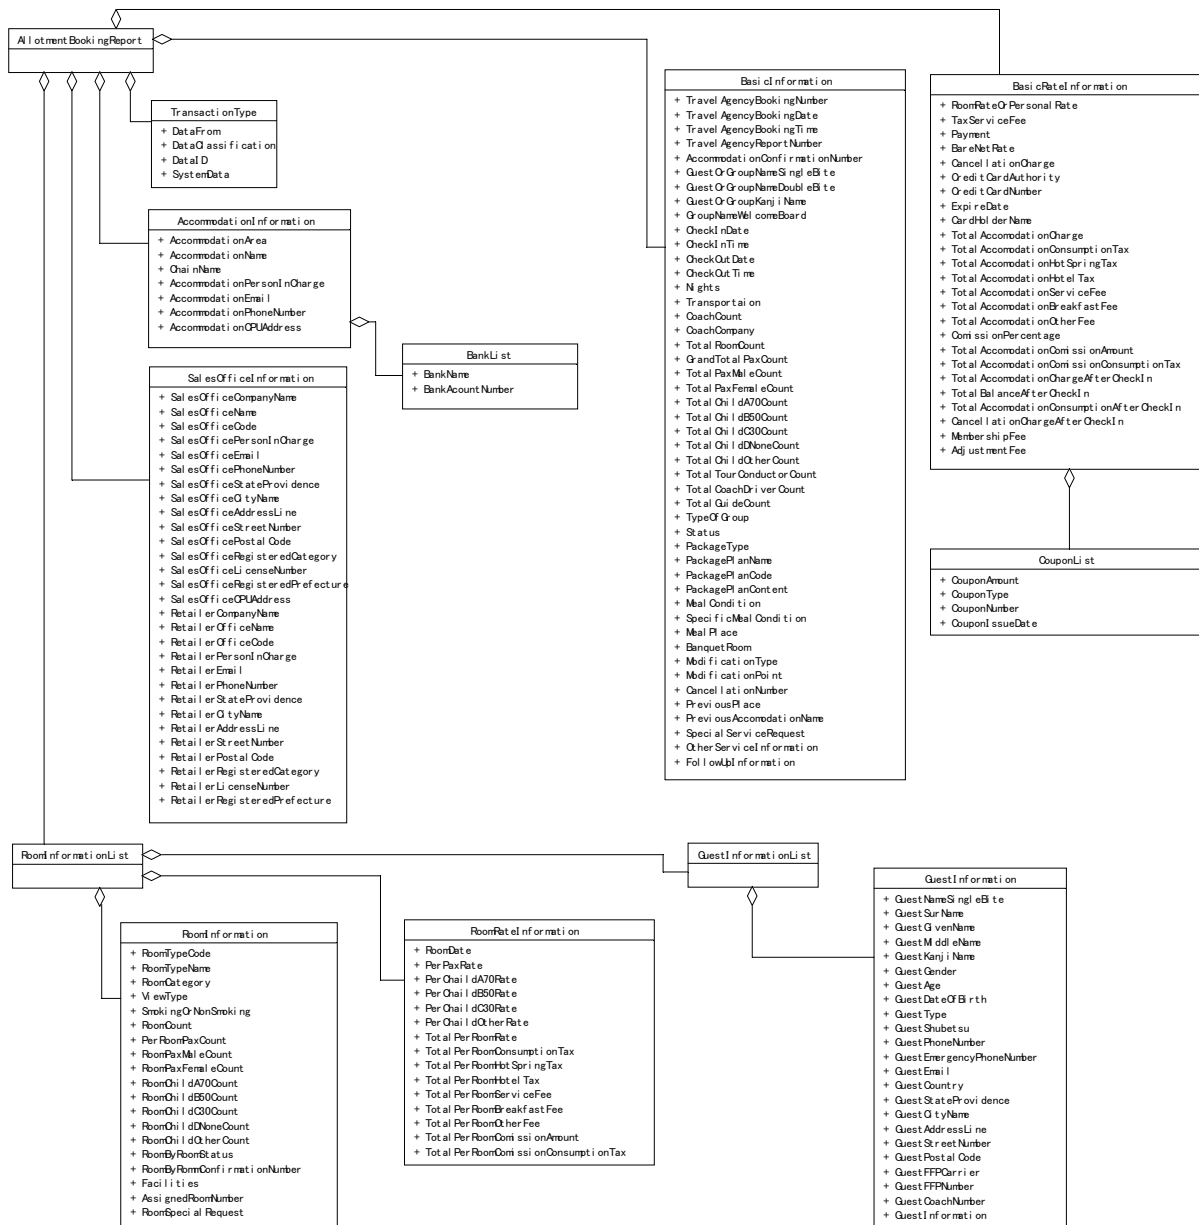 AllotmentBookingReport
TransactionType
+ DataFrom
+ DataClassification
+ DataID
+ SystemData
AccommodationInformation
+ AccommodationArea
+ AccommodationName
+ ChainName
+ AccommodationPersonInCharge
+ AccommodationEmail
+ AccommodationPhoneNumber
+ AccommodationCPUAddress
BankList
+ BankName
+ BankAcountNumber
SalesOfficeInformation
+ SalesOfficeCompanyName
+ SalesOfficeName
+ SalesOfficeCode
+ SalesOfficePersonInCharge
+ SalesOfficeEmail
+ SalesOfficePhoneNumber
+ SalesOfficeStateProvidence
+ SalesOfficeCityName
+ SalesOfficeAddressLine
+ SalesOfficeStreetNumber
+ SalesOfficePostalCode
+ SalesOfficeRegisteredCategory
+ SalesOfficeLicenseNumber
+ SalesOfficeRegisteredPrefecture
+ SalesOfficeCPUAddress
+ RetailerCompanyName
+ RetailerOfficeName
+ RetailerOfficeCode
+ RetailerPersonInCharge
+ RetailerEmail
+ RetailerPhoneNumber
+ RetailerStateProvidence
+ RetailerCityName
+ RetailerAddressLine
+ RetailerStreetNumber
+ RetailerPostalCode
+ RetailerRegisteredCategory
+ RetailerLicenseNumber
+ RetailerRegisteredPrefecture
BasicInformation
+ TravelAgencyBookingNumber
+ TravelAgencyBookingDate
+ TravelAgencyBookingTime
+ TravelAgencyReportNumber
+ AccommodationConfirmationNumber
+ GuestOrGroupNameSingleBite
+ GuestOrGroupNameDoubleBite
+ GuestOrGroupKanjiName
+ GroupNameWelcomeBoard
+ CheckInDate
+ CheckInTime
+ CheckOutDate
+ CheckOutTime
+ Nights
+ Transportaion
+ CoachCount
+ CoachCompany
+ TotalRoomCount
+ GrandTotalPaxCount
+ TotalPaxMaleCount
+ TotalPaxFemaleCount
+ TotalChildA70Count
+ TotalChildB50Count
+ TotalChildC30Count
+ TotalChildDNoneCount
+ TotalChildOtherCount
+ TotalTourConductorCount
+ TotalCoachDriverCount
+ TotalGuideCount
+ TypeOfGroup
+ Status
+ PackageType
+ PackagePlanName
+ PackagePlanCode
+ PackagePlanContent
+ MealCondition
+ SpecificMealCondition
+ MealPlace
+ BanquetRoom
+ ModificationType
+ ModificationPoint
+ CancellationNumber
+ PreviousPlace
+ PreviousAccomodationName
+ SpecialServiceRequest
+ OtherServiceInformation
+ FollowUpInformation
BasicRateInformation
+ RoomRateOrPersonalRate
+ TaxServiceFee
+ Payment
+ BareNetRate
+ CancellationCharge
+ CreditCardAuthority
+ CreditCardNumber
+ ExpireDate
+ CardHolderName
+ TotalAccomodationCharge
+ TotalAccomodationConsumptionTax
+ TotalAccomodationHotSpringTax
+ TotalAccomodationHotelTax
+ TotalAccomodationServiceFee
+ TotalAccomodationBreakfastFee
+ TotalAccomodationOtherFee
+ ComissionPercentage
+ TotalAccomodationComissionAmount
+ TotalAccomodationComissionConsumptionTax
+ TotalAccomodationChargeAfterCheckIn
+ TotalBalanceAfterCheckIn
+ TotalAccomodationConsumptionAfterCheckIn
+ CancellationChargeAfterCheckIn
+ MembershipFee
+ AdjustmentFee
CouponList
+ CouponAmount
+ CouponType
+ CouponNumber
+ CouponIssueDate
RoomInformationList
GuestInformationList
RoomInformation
+ RoomTypeCode
+ RoomTypeName
+ RoomCategory
+ ViewType
+ SmokingOrNonSmoking
+ RoomCount
+ PerRoomPaxCount
+ RoomPaxMaleCount
+ RoomPaxFemaleCount
+ RoomChildA70Count
+ RoomChildB50Count
+ RoomChildC30Count
+ RoomChildDNoneCount
+ RoomChildOtherCount
+ RoomByRoomStatus
+ RoomByRommConfirmationNumber
+ Facilities
+ AssignedRoomNumber
+ RoomSpecialRequest
RoomRateInformation
+ RoomDate
+ PerPaxRate
+ PerChaildA70Rate
+ PerChaildB50Rate
+ PerChaildC30Rate
+ PerChaildOtherRate
+ TotalPerRoomRate
+ TotalPerRoomConsumptionTax
+ TotalPerRoomHotSpringTax
+ TotalPerRoomHotelTax
+ TotalPerRoomServiceFee
+ TotalPerRoomBreakfastFee
+ TotalPerRoomOtherFee
+ TotalPerRoomComissionAmount
+ TotalPerRoomComissionConsumptionTax
GuestInformation
+ GuestNameSingleBite
+ GuestSurName
+ GuestGivenName
+ GuestMiddleName
+ GuestKanjiName
+ GuestGender
+ GuestAge
+ GuestDateOfBirth
+ GuestType
+ GuestShubetsu
+ GuestPhoneNumber
+ GuestEmergencyPhoneNumber
+ GuestEmail
+ GuestCountry
+ GuestStateProvidence
+ GuestCityName
+ GuestAddressLine
+ GuestStreetNumber
+ GuestPostalCode
+ GuestFFPCarrier
+ GuestFFPNumber
+ GuestCoachNumber
+ GuestInformation